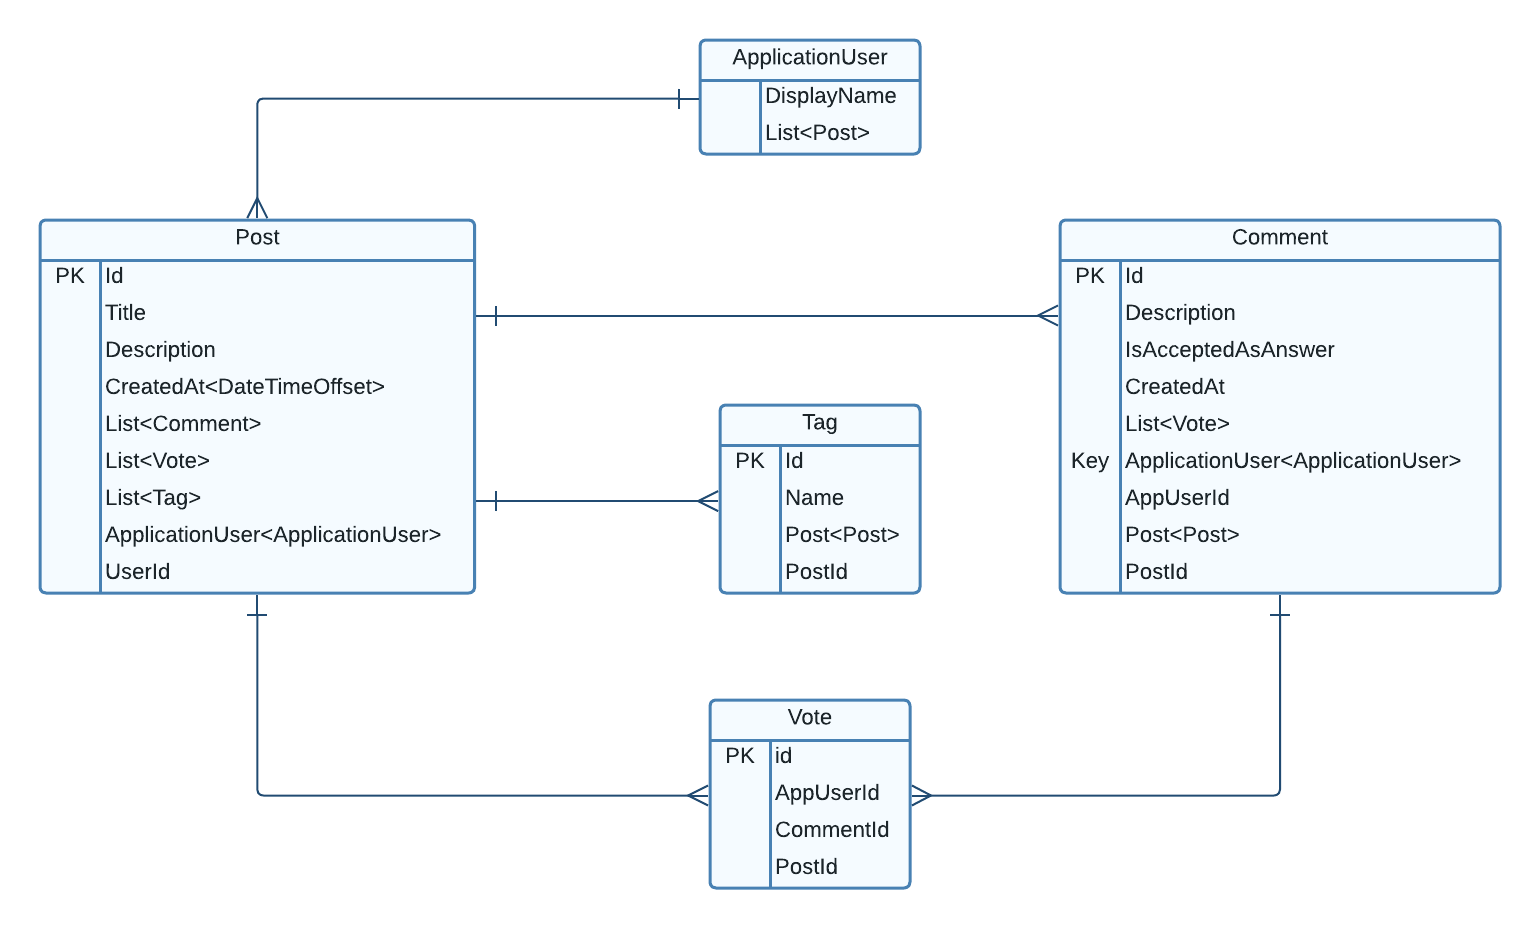 ApplicationUser
DisplayName
List<Post>
Post
PK Id
Title
Description
CreatedAt<DateTimeOffset>
List<Comment>
List<Vote>
List<Tag>
ApplicationUser<ApplicationUser>
UserId
Comment
PK Id
Description
IsAcceptedAsAnswer
CreatedAt
List<Vote>
Key ApplicationUser<ApplicationUser>
AppUserId
Post<Post>
PostId
Tag
PK Id
Name
Post<Post>
PostId
Vote
PK id
AppUserId
CommentId
PostId